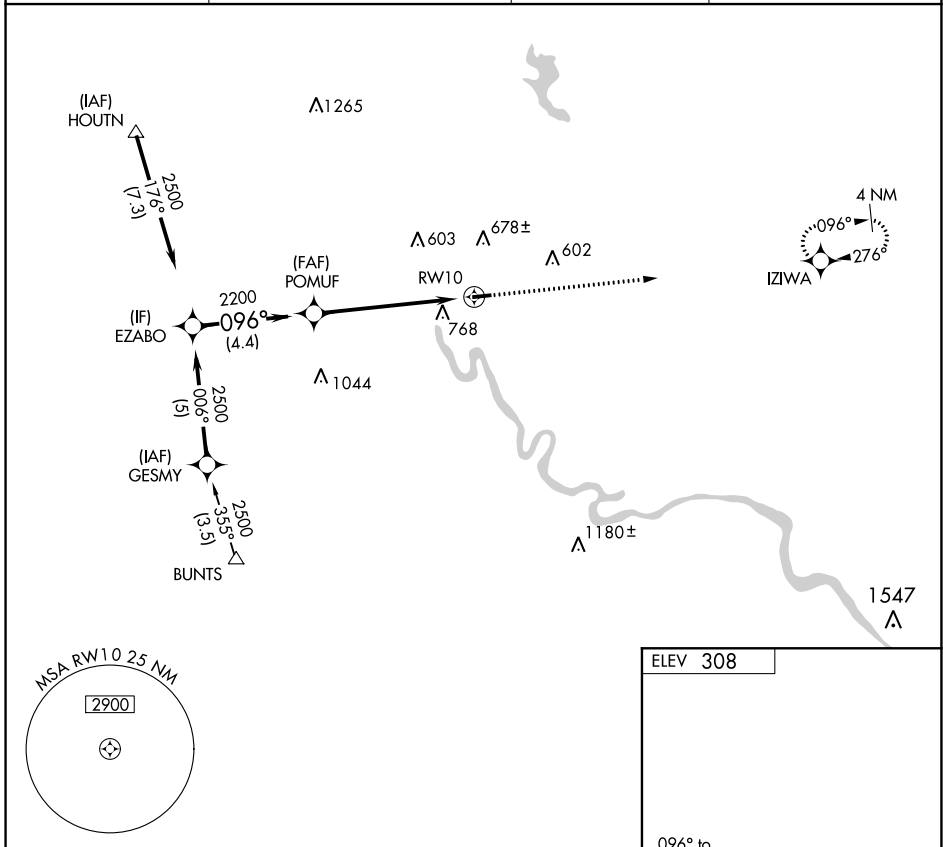 (IAF)
HOUTN
1265
2500
176°
(7.3)
4 NM
096°
276°
IZIWA
603
678±
602
(FAF)
POMUF
RW10
2200
096°
(4.4)
(IF)
EZABO
768
1044
2500
006°
(5)
(IAF)
GESMY
2500
355°
(3.5)
BUNTS
1180±
1547
MSA RW10 25 NM
2900
ELEV 308
096° to